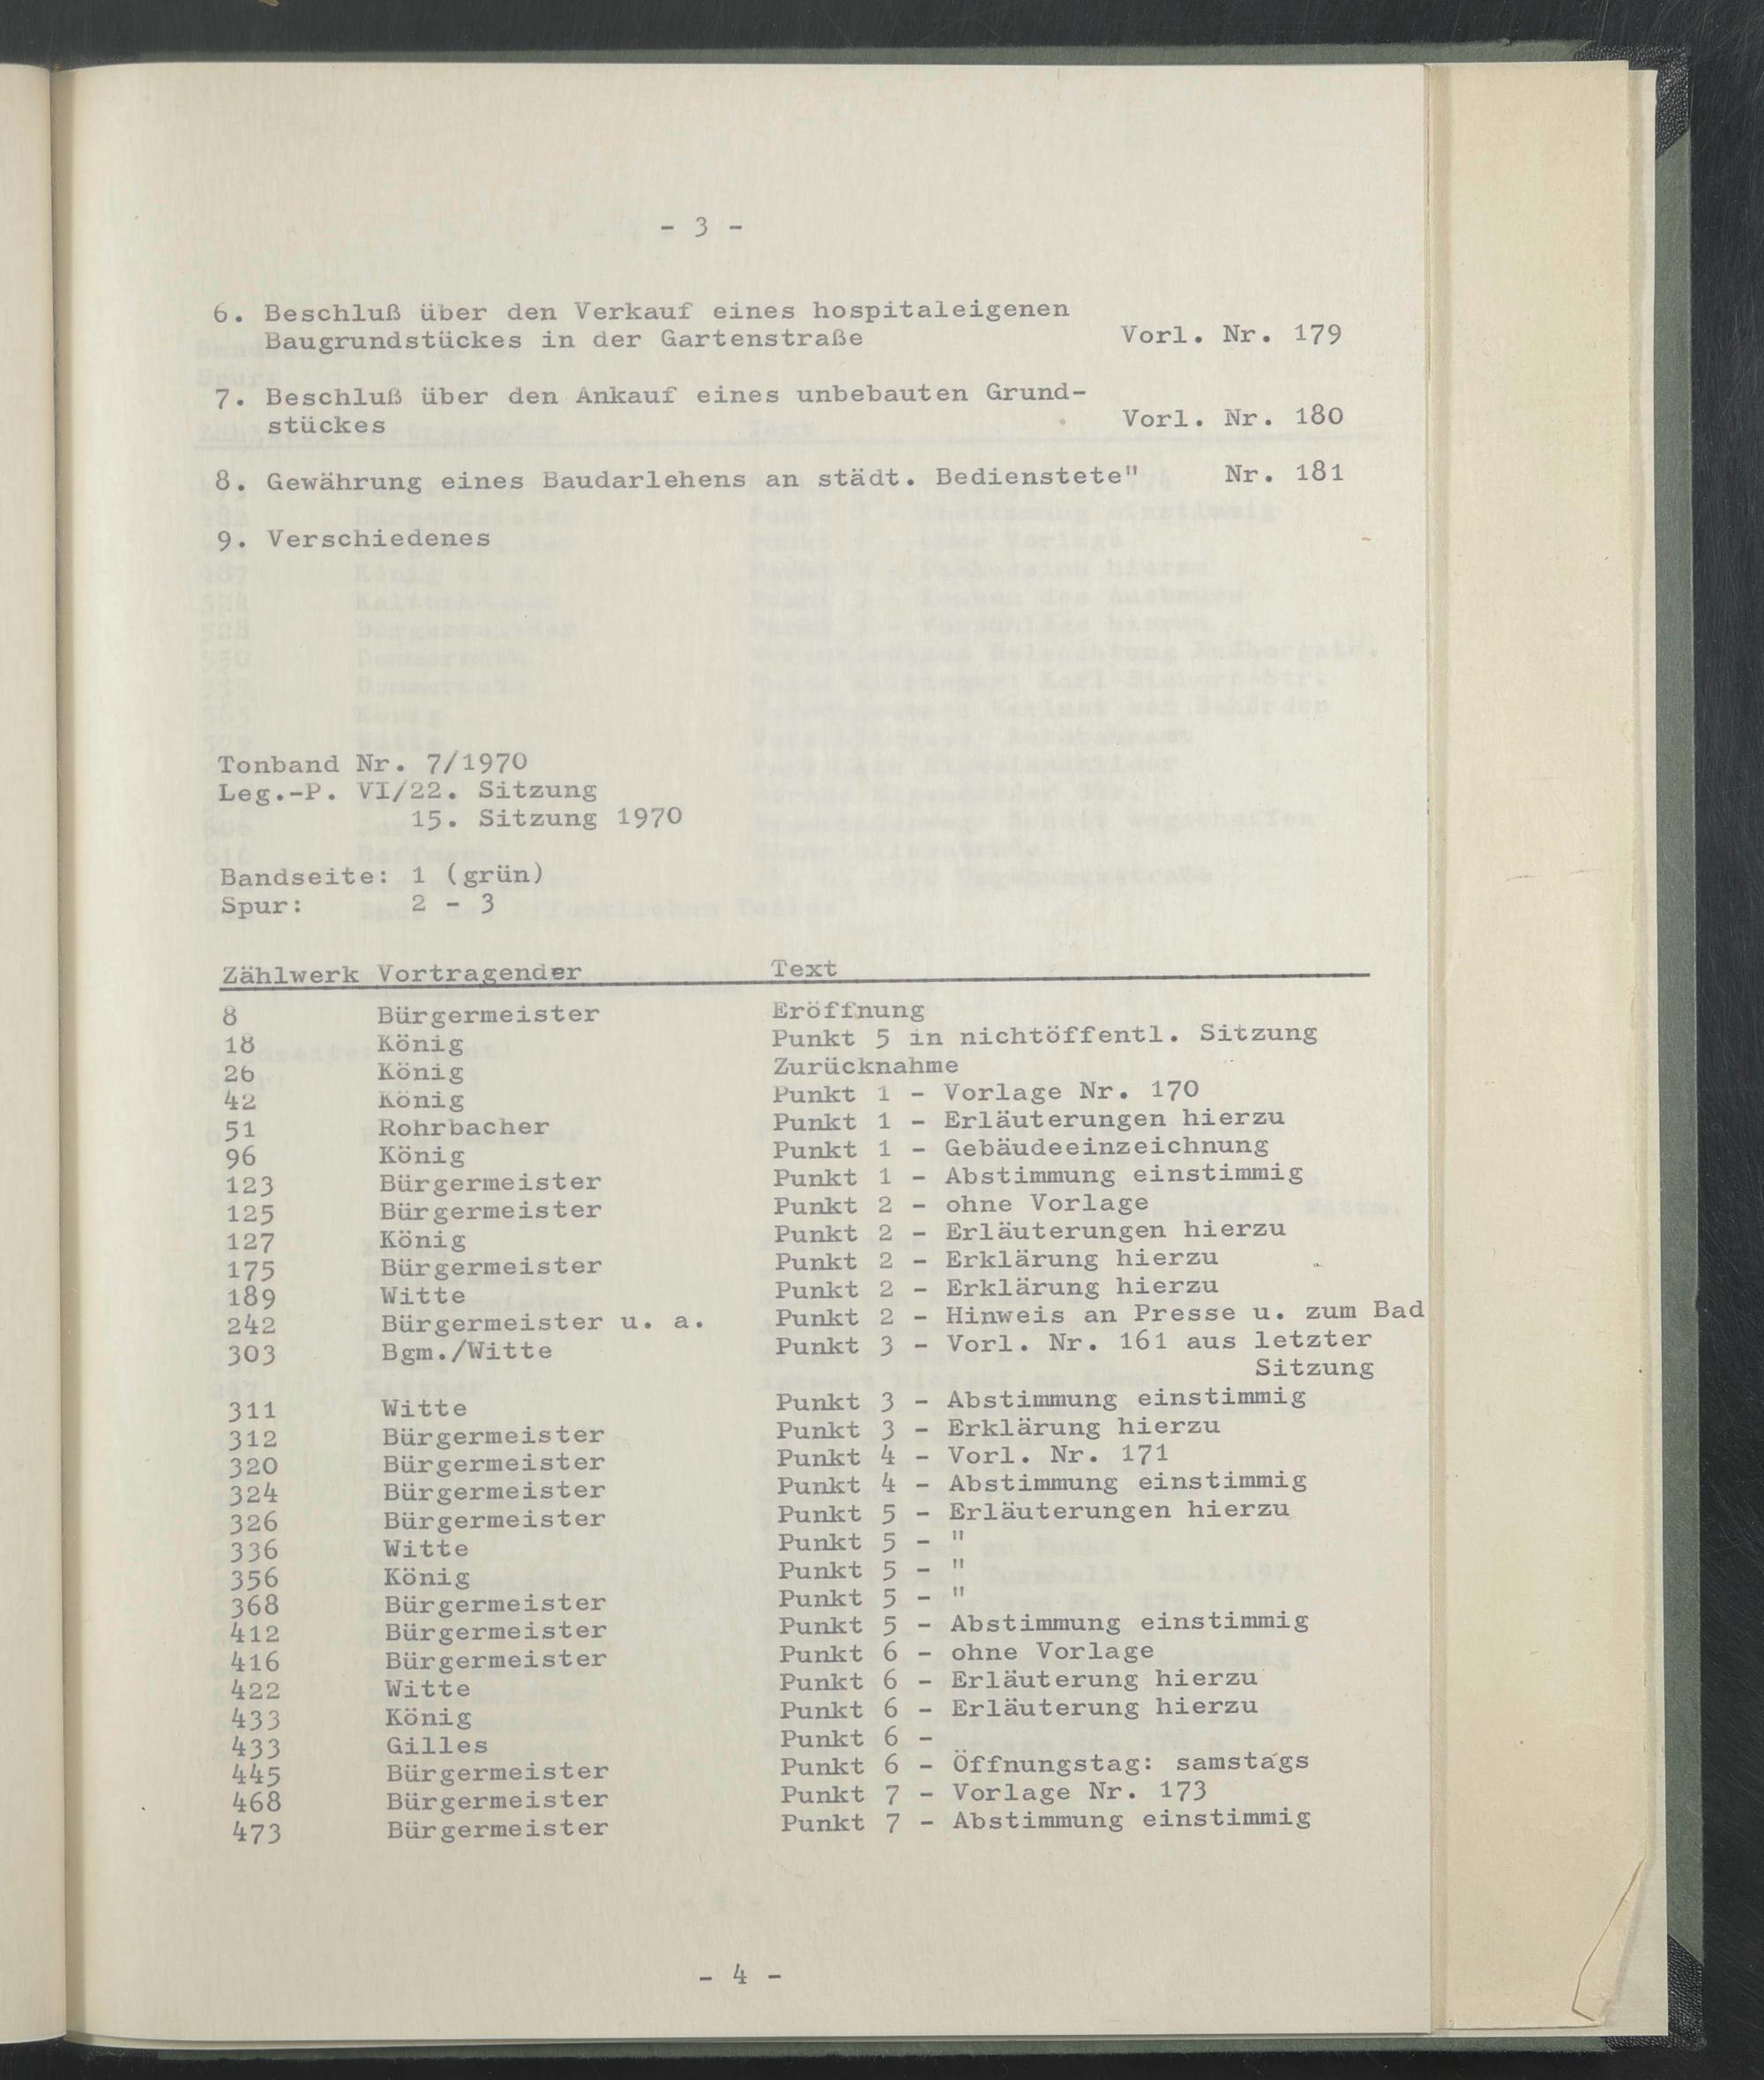 - 3 -
6. Beschluß über den Verkauf eines hospitaleigenen
Baugrundstückes in der Gartenstraße Vorl. Nr. 179
7. Beschluß über den Ankauf eines unbebauten Grund-
stückes Vorl. Nr. 180
8. Gewährung eines Baudarlehens an städt. Bedienstete" Nr. 181
9. Verschiedenes
Tonband Nr. 7/1970
Leg.-P. VI/22. Sitzung
15. Sitzung 1970
Bandseite: 1 (grün)
Spur: 2 - 3
Zählwerk Vortragender Text
8 Bürgermeister Eröffnung
18 König Punkt 5 in nichtöffentl. Sitzung
26 König Zurücknahme
42 König Punkt 1 - Vorlage Nr. 170
51 Rohrbacher Punkt 1 - Erläuterungen hierzu
96 König Punkt 1 - Gebäudeeinzeichnung
123 Bürgermeister Punkt 1 - Abstimmung einstimmig
125 Bürgermeister Punkt 2 - ohne Vorlage
127 König Punkt 2 - Erläuterungen hierzu
175 Bürgermeister Punkt 2 - Erklärung hierzu
189 Witte Punkt 2 - Erklärung hierzu
242 Bürgermeister u. a. Punkt 2 - Hinweis an Presse u. zum Bad
303 Bgm./Witte Punkt 3 - Vorl. Nr. 161 aus letzter
Sitzung
311 Witte Punkt 3 - Abstimmung einstimmig
312 Bürgermeister Punkt 3 - Erklärung hierzu
320 Bürgermeister Punkt 4 - Vorl. Nr. 171
324 Bürgermeister Punkt 4 - Abstimmung einstimmig
326 Bürgermeister Punkt 5 - Erläuterungen hierzu
336 Witte Punkt 5 - "
356 König Punkt 5 - "
368 Bürgermeister Punkt 5 - "
412 Bürgermeister Punkt 5 - Abstimmung einstimmig
416 Bürgermeister Punkt 6 - ohne Vorlage
422 Witte Punkt 6 - Erläuterung hierzu
433 König Punkt 6 - Erläuterung hierzu
433 Gilles Punkt 6 -
445 Bürgermeister Punkt 6 - Öffnungstag: samstags
468 Bürgermeister Punkt 7 - Vorlage Nr. 173
473 Bürgermeister Punkt 7 - Abstimmung einstimmig
- 4 -